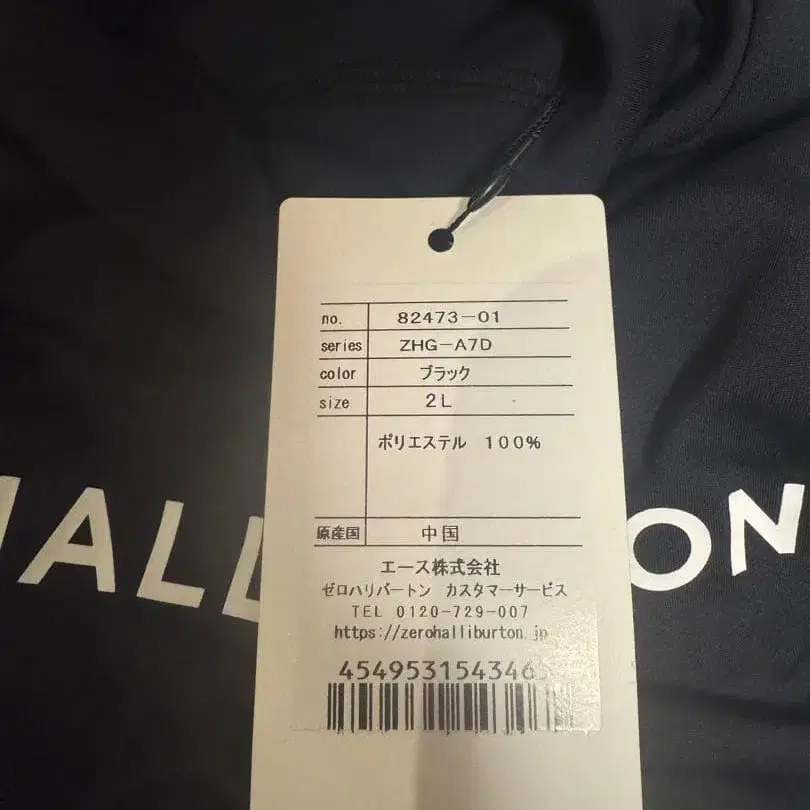 no. 82473-01
series ZHG-A7D
color ブラック
size 2L
ポリエステル 100%
原産国 中国
エース株式会社
ゼロハリバートン カスタマーサービス
TEL 0120-729-007
https://zerohalliburton.jp
4549531543465
HALL ON